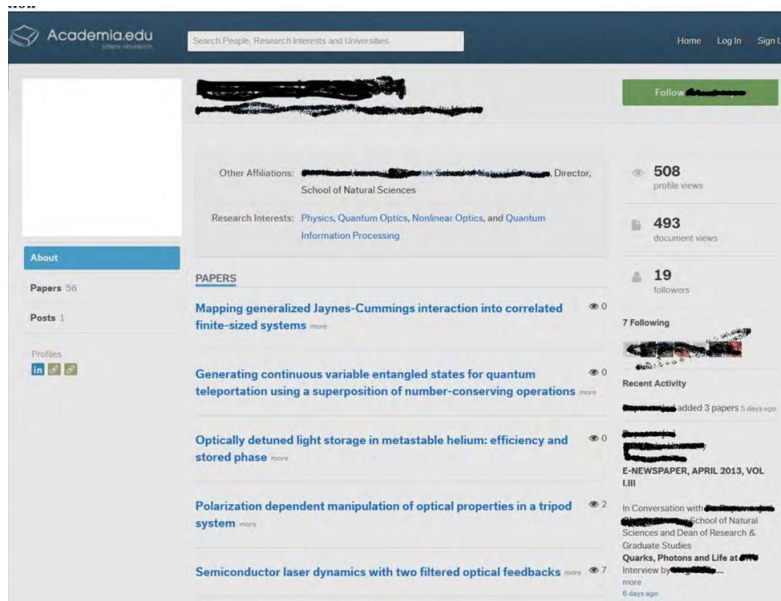 Academia.edu
share research
Search People, Research Interests and Universities
Home Log In Sign
Follow
Other Affiliations: , Director,
School of Natural Sciences
Research Interests: Physics, Quantum Optics, Nonlinear Optics, and Quantum
Information Processing
About
Papers 56
Posts 1
Profiles
in
PAPERS
Mapping generalized Jaynes-Cummings interaction into correlated 0
finite-sized systems more
Generating continuous variable entangled states for quantum 0
teleportation using a superposition of number-conserving operations more
Optically detuned light storage in metastable helium: efficiency and 0
stored phase more
Polarization dependent manipulation of optical properties in a tripod 2
system more
Semiconductor laser dynamics with two filtered optical feedbacks more 7
508
profile views
493
document views
19
followers
7 Following
Recent Activity
added 3 papers 5 days ago
E-NEWSPAPER, APRIL 2013, VOL
I.III
In Conversation with
School of Natural
Sciences and Dean of Research &
Graduate Studies
Quarks, Photons and Life at
Interview by ...
more
6 days ago